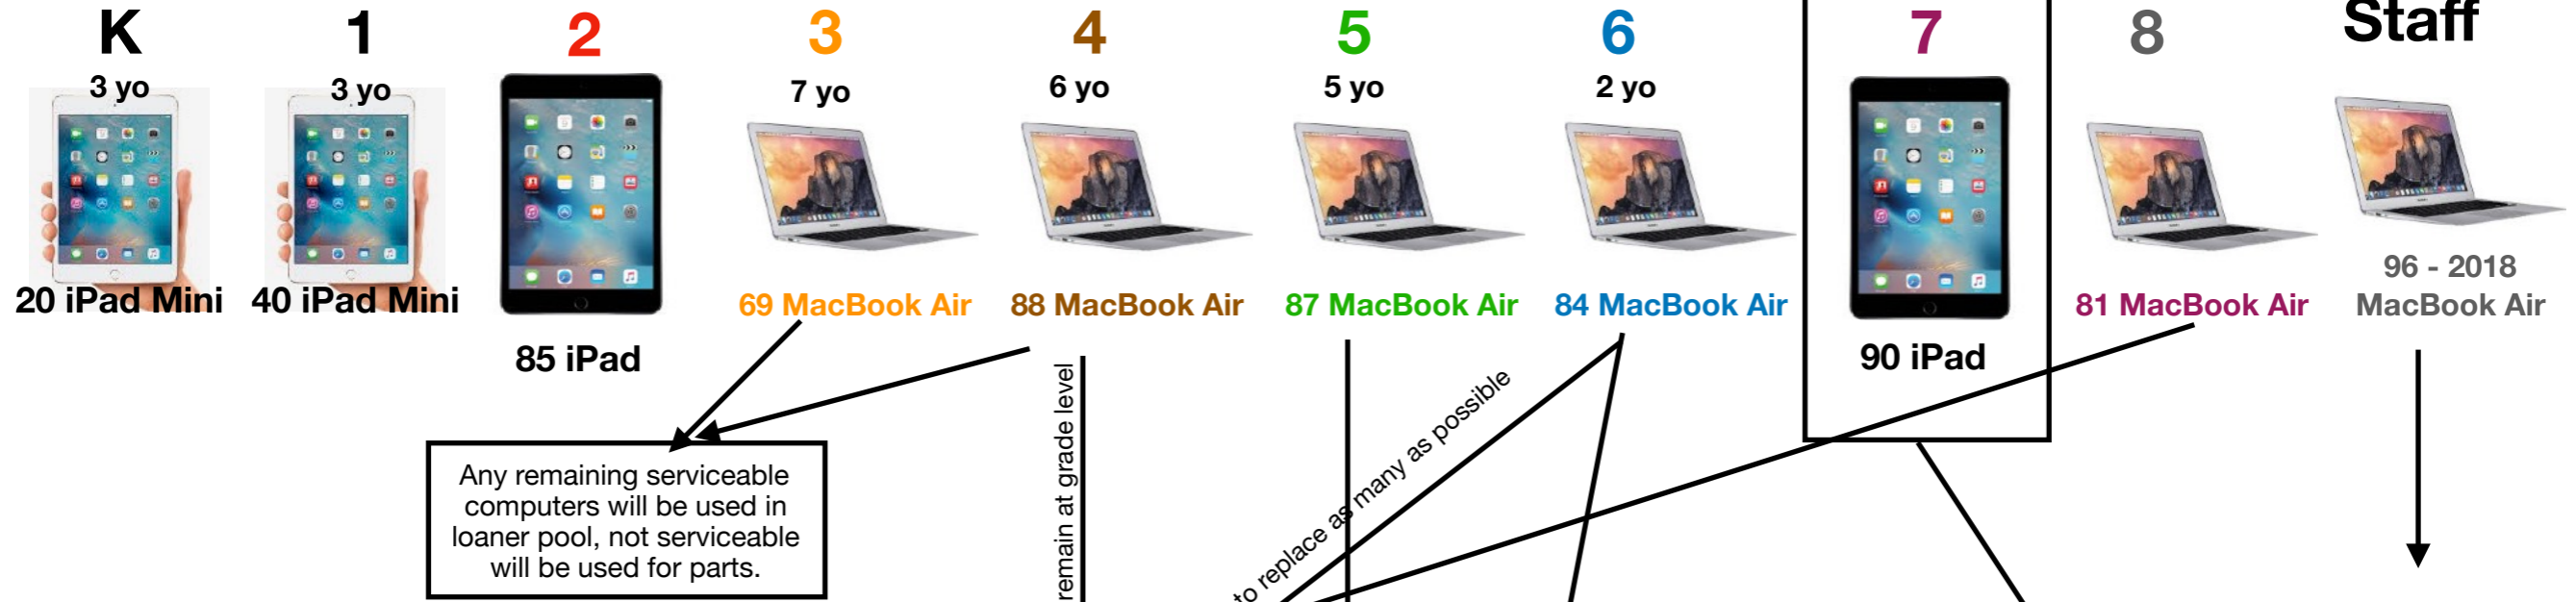 K
1
2
3
4
5
6
7
8
Staff
3 yo
3 yo
7 yo
6 yo
5 yo
2 yo
20 iPad Mini
40 iPad Mini
85 iPad
69 MacBook Air
88 MacBook Air
87 MacBook Air
84 MacBook Air
90 iPad
81 MacBook Air
96 - 2018
MacBook Air
Any remaining serviceable
computers will be used in
loaner pool, not serviceable
will be used for parts.
remain at grade level
to replace as many as possible